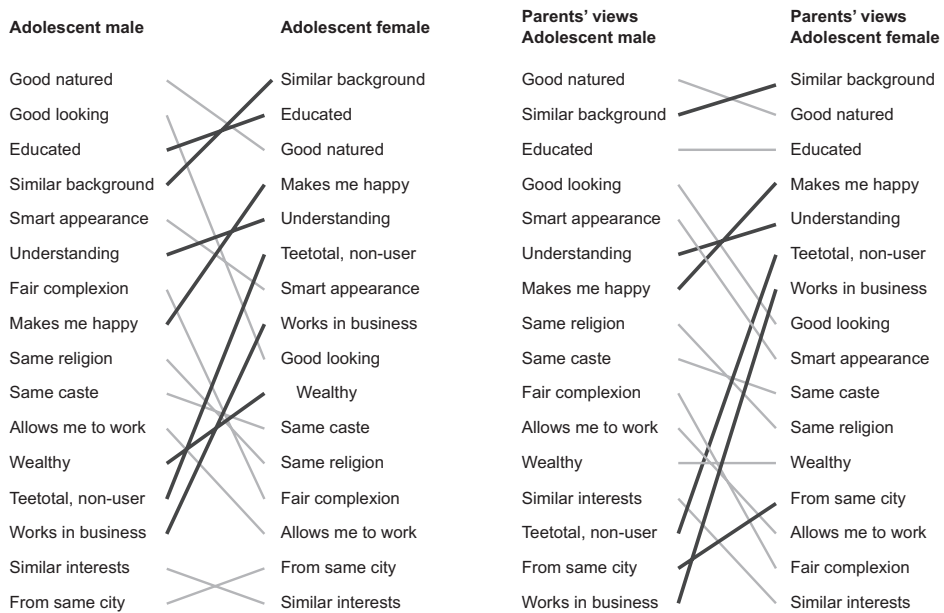 Adolescent male
Good natured
Good looking
Educated
Similar background
Smart appearance
Understanding
Fair complexion
Makes me happy
Same religion
Same caste
Allows me to work
Wealthy
Teetotal, non-user
Works in business
Similar interests
From same city
Adolescent female
Similar background
Educated
Good natured
Makes me happy
Understanding
Teetotal, non-user
Smart appearance
Works in business
Good looking
Wealthy
Same caste
Same religion
Fair complexion
Allows me to work
From same city
Similar interests
Parents’ views
Adolescent male
Good natured
Similar background
Educated
Good looking
Smart appearance
Understanding
Makes me happy
Same religion
Same caste
Fair complexion
Allows me to work
Wealthy
Similar interests
Teetotal, non-user
From same city
Works in business
Parents’ views
Adolescent female
Similar background
Good natured
Educated
Makes me happy
Understanding
Teetotal, non-user
Works in business
Good looking
Smart appearance
Same caste
Same religion
Wealthy
From same city
Allows me to work
Fair complexion
Similar interests